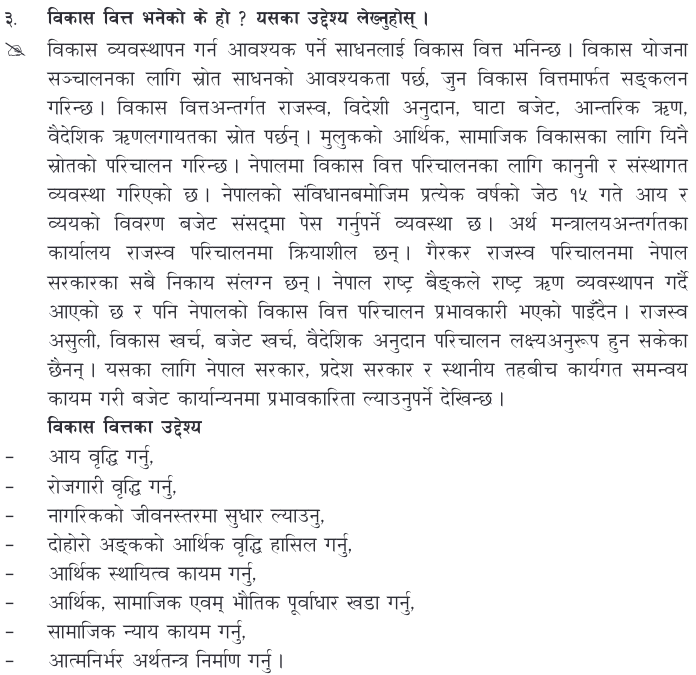 ३. विकास वित्त भनेको के हो ? यसका उद्देश्य लेख्नुहोस् ।
विकास व्यवस्थापन गर्न आवश्यक पर्ने साधनलाई विकास वित्त भनिन्छ । विकास योजना
सञ्चालनका लागि स्रोत साधनको आवश्यकता पर्छ, जुन विकास वित्तमार्फत सङ्कलन
गरिन्छ । विकास वित्तअन्तर्गत राजस्व, विदेशी अनुदान, घाटा बजेट, आन्तरिक ऋण,
वैदेशिक ऋणलगायतका स्रोत पर्छन् । मुलुकको आर्थिक, सामाजिक विकासका लागि यिनै
स्रोतको परिचालन गरिन्छ । नेपालमा विकास वित्त परिचालनका लागि कानुनी र संस्थागत
व्यवस्था गरिएको छ । नेपालको संविधानबमोजिम प्रत्येक वर्षको जेठ १५ गते आय र
व्ययको विवरण बजेट संसद्मा पेस गर्नुपर्ने व्यवस्था छ । अर्थ मन्त्रालयअन्तर्गतका
कार्यालय राजस्व परिचालनमा क्रियाशील छन् । गैरकर राजस्व परिचालनमा नेपाल
सरकारका सबै निकाय संलग्न छन् । नेपाल राष्ट्र बैङ्कले राष्ट्र ऋण व्यवस्थापन गर्दै
आएको छ र पनि नेपालको विकास वित्त परिचालन प्रभावकारी भएको पाइँदैन । राजस्व
असुली, विकास खर्च, बजेट खर्च, वैदेशिक अनुदान परिचालन लक्ष्यअनुरूप हुन सकेका
छैनन् । यसका लागि नेपाल सरकार, प्रदेश सरकार र स्थानीय तहबीच कार्यगत समन्वय
कायम गरी बजेट कार्यान्यनमा प्रभावकारिता ल्याउनुपर्ने देखिन्छ ।
विकास वित्तका उद्देश्य
– आय वृद्धि गर्नु,
– रोजगारी वृद्धि गर्नु,
– नागरिकको जीवनस्तरमा सुधार ल्याउनु,
– दोहोरो अङ्कको आर्थिक वृद्धि हासिल गर्नु,
– आर्थिक स्थायित्व कायम गर्नु,
– आर्थिक, सामाजिक एवम् भौतिक पूर्वाधार खडा गर्नु,
– सामाजिक न्याय कायम गर्नु,
– आत्मनिर्भर अर्थतन्त्र निर्माण गर्नु ।